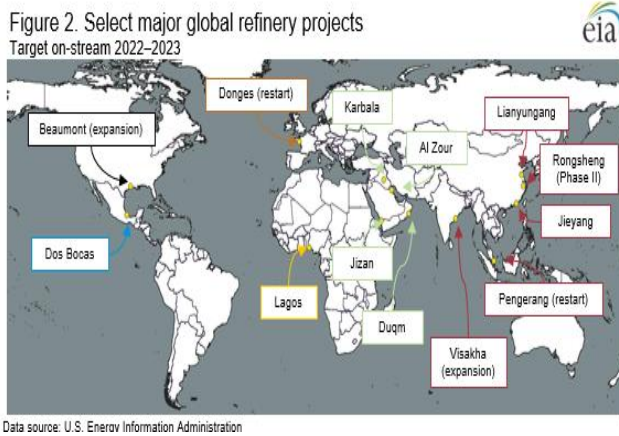 Figure 2. Select major global refinery projects
Target on-stream 2022–2023
eia
Donges (restart)
Karbala
Lianyungang
Beaumont (expansion)
Al Zour
Rongsheng
(Phase II)
Jieyang
Dos Bocas
Jizan
Lagos
Pengerang (restart)
Duqm
Visakha
(expansion)
Data source: U.S. Energy Information Administration